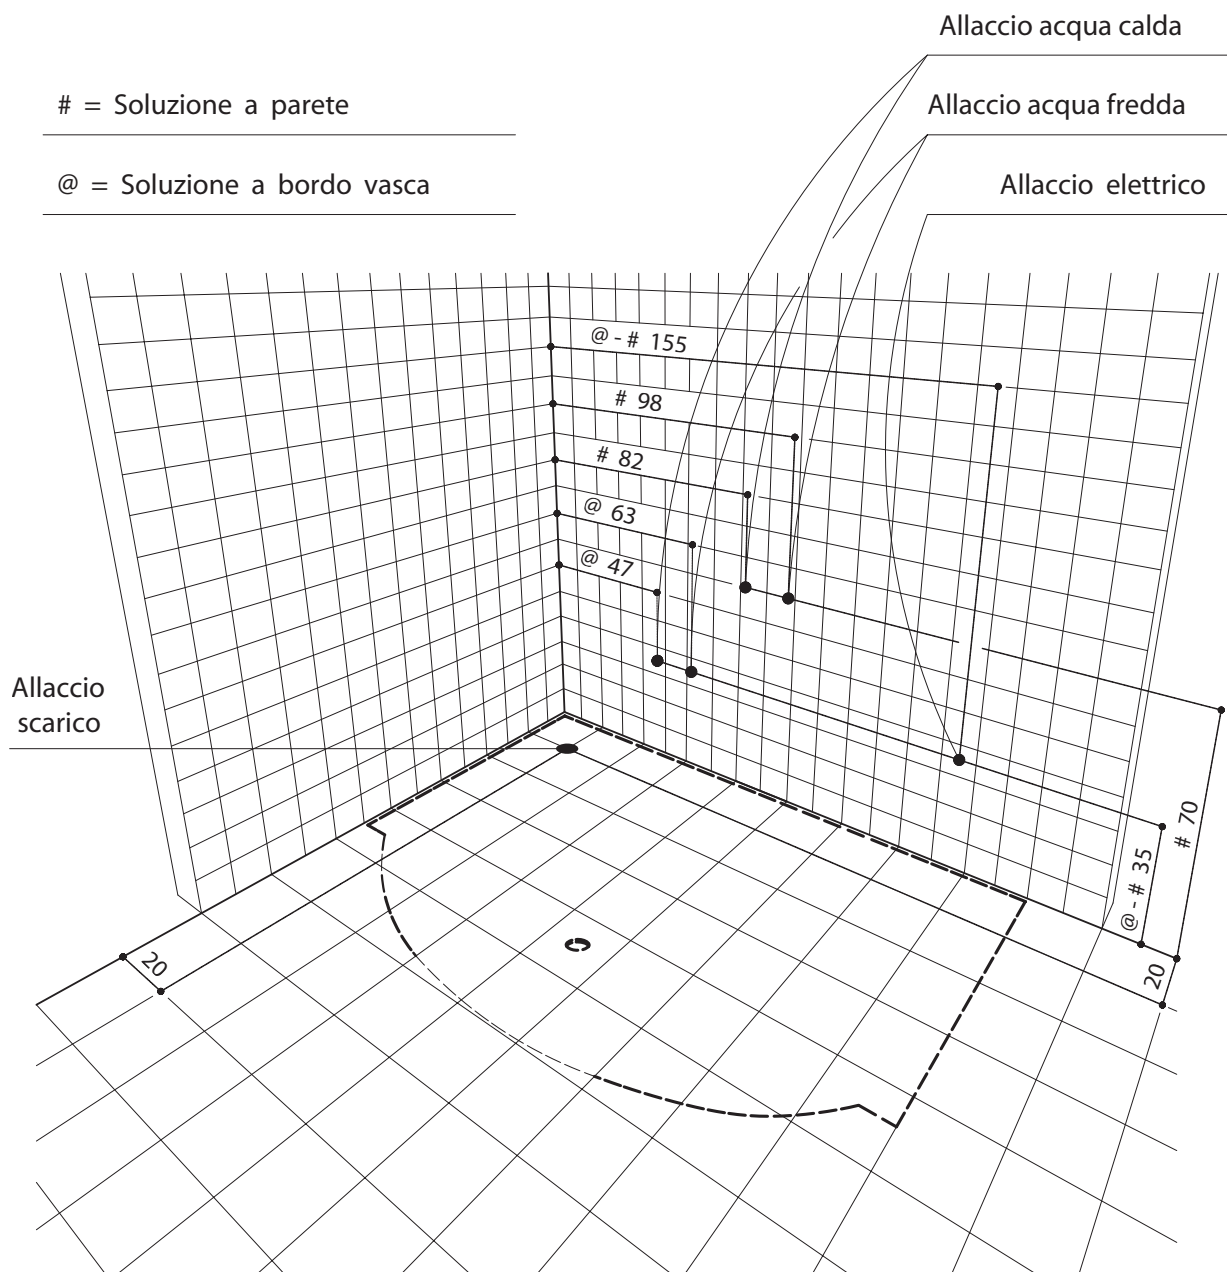 Allaccio acqua calda
# = Soluzione a parete
Allaccio acqua fredda
@ = Soluzione a bordo vasca
Allaccio elettrico
@ - # 155
# 98
# 82
@ 63
@ 47
Allaccio
scarico
# 70
@ - # 35
20
20